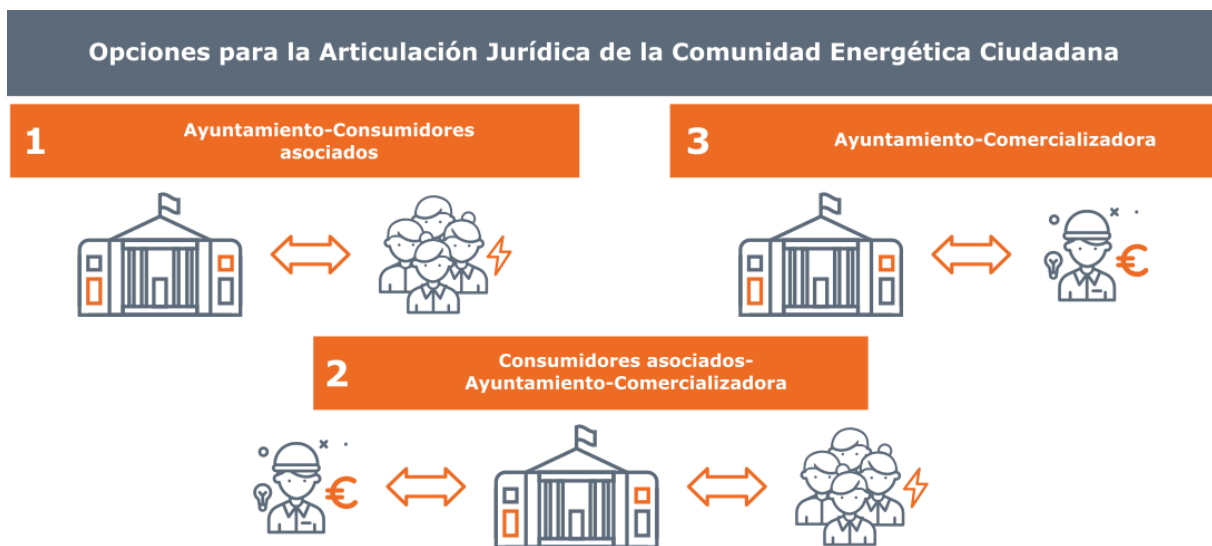 Opciones para la Articulación Jurídica de la Comunidad Energética Ciudadana
1
Ayuntamiento-Consumidores
asociados
3
Ayuntamiento-Comercializadora
€
2
Consumidores asociados-
Ayuntamiento-Comercializadora
€